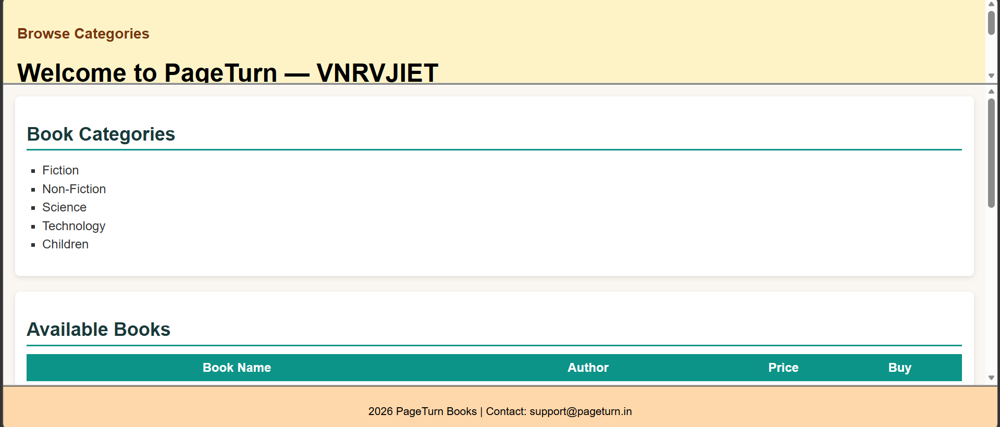 Browse Categories
Welcome to PageTurn — VNRVJIET
Book Categories
Fiction
Non-Fiction
Science
Technology
Children
Available Books
Book Name Author Price Buy
2026 PageTurn Books | Contact: support@pageturn.in